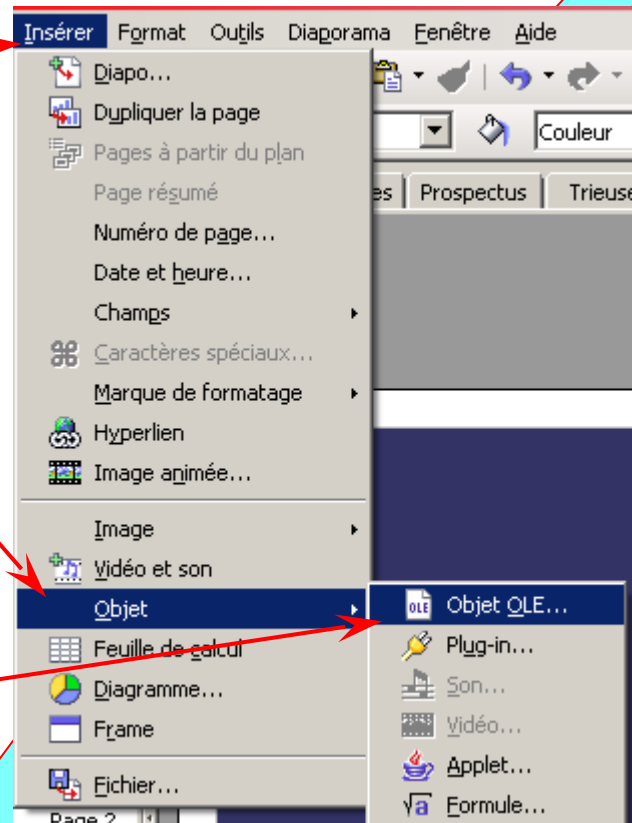 Insérer Format Outils Diaporama Fenêtre Aide
Diapo...
Dupliquer la page
Couleur
Pages à partir du plan
Page résumé
es Prospectus Trieuse
Numéro de page...
Date et heure...
Champs
Caractères spéciaux...
Marque de formatage
Hyperlien
Image animée...
Image
Vidéo et son
Objet
OLE Objet OLE...
Feuille de calcul
Plug-in...
Diagramme...
Son...
Frame
Vidéo...
Fichier...
Applet...
√a Formule...
Page 2